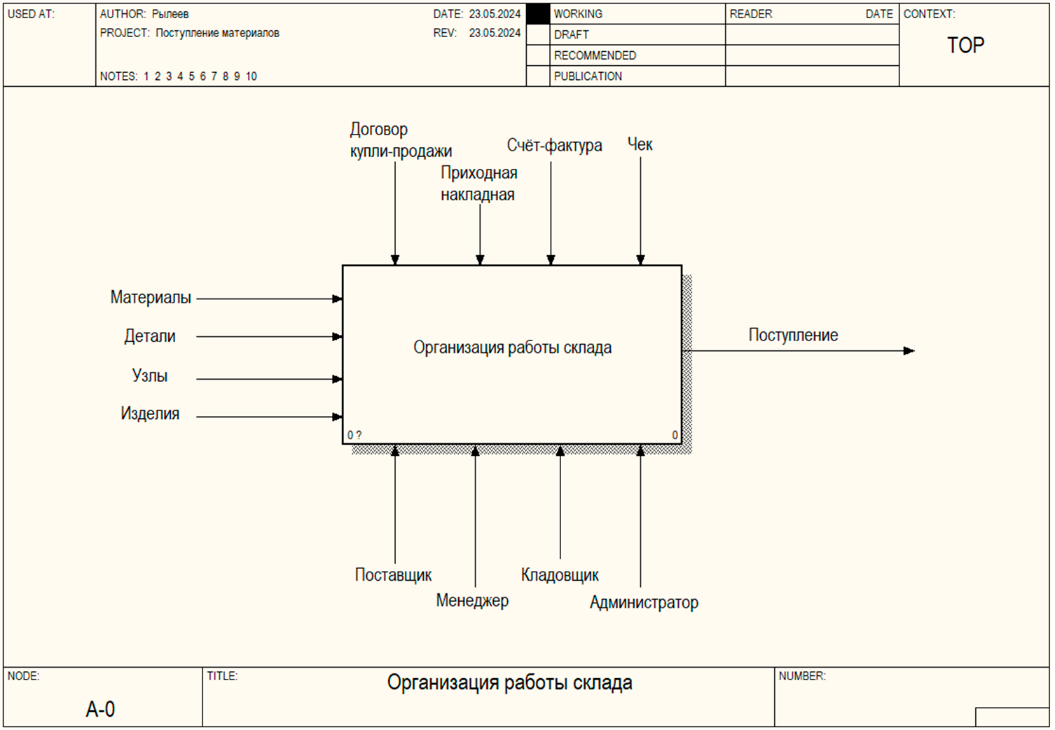 USED AT:
AUTHOR: Рылеев
DATE: 23.05.2024
WORKING
READER
DATE
CONTEXT:
PROJECT: Поступление материалов
REV: 23.05.2024
DRAFT
TOP
RECOMMENDED
NOTES: 1 2 3 4 5 6 7 8 9 10
PUBLICATION
Договор
купли-продажи
Счёт-фактура
Чек
Приходная
накладная
Материалы
Детали
Узлы
Изделия
Организация работы склада
0 ?
0
Поступление
Поставщик
Менеджер
Кладовщик
Администратор
NODE:
A-0
TITLE:
Организация работы склада
NUMBER: